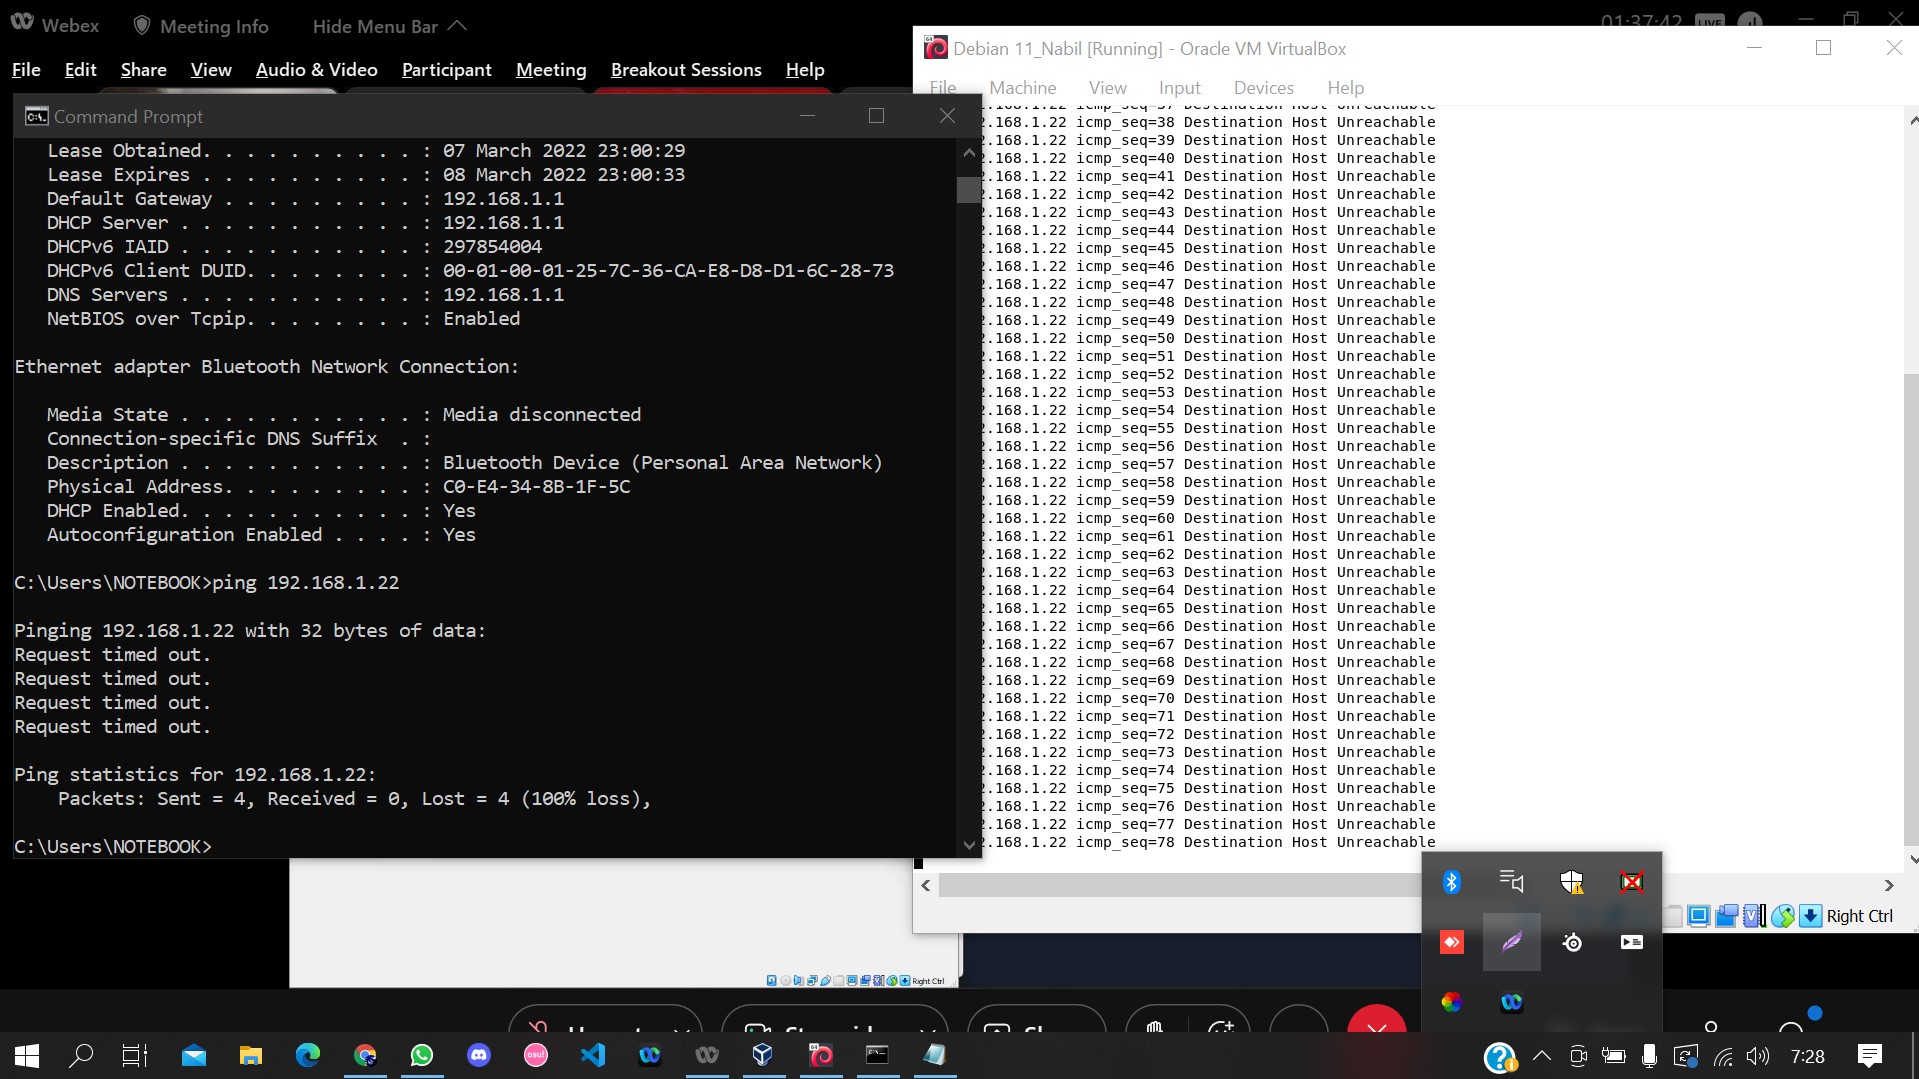 Webex
Meeting Info
Hide Menu Bar
01:37:42
LIVE
File
Edit
Share
View
Audio & Video
Participant
Meeting
Breakout Sessions
Help
Command Prompt
Lease Obtained. . . . . . . . . . : 07 March 2022 23:00:29
Lease Expires . . . . . . . . . . : 08 March 2022 23:00:33
Default Gateway . . . . . . . . . : 192.168.1.1
DHCP Server . . . . . . . . . . . : 192.168.1.1
DHCPv6 IAID . . . . . . . . . . . : 297854004
DHCPv6 Client DUID. . . . . . . . : 00-01-00-01-25-7C-36-CA-E8-D8-D1-6C-28-73
DNS Servers . . . . . . . . . . . : 192.168.1.1
NetBIOS over Tcpip. . . . . . . . : Enabled
Ethernet adapter Bluetooth Network Connection:
Media State . . . . . . . . . . . : Media disconnected
Connection-specific DNS Suffix  . :
Description . . . . . . . . . . . : Bluetooth Device (Personal Area Network)
Physical Address. . . . . . . . . : C0-E4-34-8B-1F-5C
DHCP Enabled. . . . . . . . . . . : Yes
Autoconfiguration Enabled . . . . : Yes
C:\Users\NOTEBOOK>ping 192.168.1.22
Pinging 192.168.1.22 with 32 bytes of data:
Request timed out.
Request timed out.
Request timed out.
Request timed out.
Ping statistics for 192.168.1.22:
Packets: Sent = 4, Received = 0, Lost = 4 (100% loss),
C:\Users\NOTEBOOK>
Debian 11_Nabil [Running] - Oracle VM VirtualBox
File
Machine
View
Input
Devices
Help
.168.1.22 icmp_seq=37 Destination Host Unreachable
.168.1.22 icmp_seq=38 Destination Host Unreachable
.168.1.22 icmp_seq=39 Destination Host Unreachable
.168.1.22 icmp_seq=40 Destination Host Unreachable
.168.1.22 icmp_seq=41 Destination Host Unreachable
.168.1.22 icmp_seq=42 Destination Host Unreachable
.168.1.22 icmp_seq=43 Destination Host Unreachable
.168.1.22 icmp_seq=44 Destination Host Unreachable
.168.1.22 icmp_seq=45 Destination Host Unreachable
.168.1.22 icmp_seq=46 Destination Host Unreachable
.168.1.22 icmp_seq=47 Destination Host Unreachable
.168.1.22 icmp_seq=48 Destination Host Unreachable
.168.1.22 icmp_seq=49 Destination Host Unreachable
.168.1.22 icmp_seq=50 Destination Host Unreachable
.168.1.22 icmp_seq=51 Destination Host Unreachable
.168.1.22 icmp_seq=52 Destination Host Unreachable
.168.1.22 icmp_seq=53 Destination Host Unreachable
.168.1.22 icmp_seq=54 Destination Host Unreachable
.168.1.22 icmp_seq=55 Destination Host Unreachable
.168.1.22 icmp_seq=56 Destination Host Unreachable
.168.1.22 icmp_seq=57 Destination Host Unreachable
.168.1.22 icmp_seq=58 Destination Host Unreachable
.168.1.22 icmp_seq=59 Destination Host Unreachable
.168.1.22 icmp_seq=60 Destination Host Unreachable
.168.1.22 icmp_seq=61 Destination Host Unreachable
.168.1.22 icmp_seq=62 Destination Host Unreachable
.168.1.22 icmp_seq=63 Destination Host Unreachable
.168.1.22 icmp_seq=64 Destination Host Unreachable
.168.1.22 icmp_seq=65 Destination Host Unreachable
.168.1.22 icmp_seq=66 Destination Host Unreachable
.168.1.22 icmp_seq=67 Destination Host Unreachable
.168.1.22 icmp_seq=68 Destination Host Unreachable
.168.1.22 icmp_seq=69 Destination Host Unreachable
.168.1.22 icmp_seq=70 Destination Host Unreachable
.168.1.22 icmp_seq=71 Destination Host Unreachable
.168.1.22 icmp_seq=72 Destination Host Unreachable
.168.1.22 icmp_seq=73 Destination Host Unreachable
.168.1.22 icmp_seq=74 Destination Host Unreachable
.168.1.22 icmp_seq=75 Destination Host Unreachable
.168.1.22 icmp_seq=76 Destination Host Unreachable
.168.1.22 icmp_seq=77 Destination Host Unreachable
.168.1.22 icmp_seq=78 Destination Host Unreachable
Right Ctrl
Right Ctrl
osu!
7:28